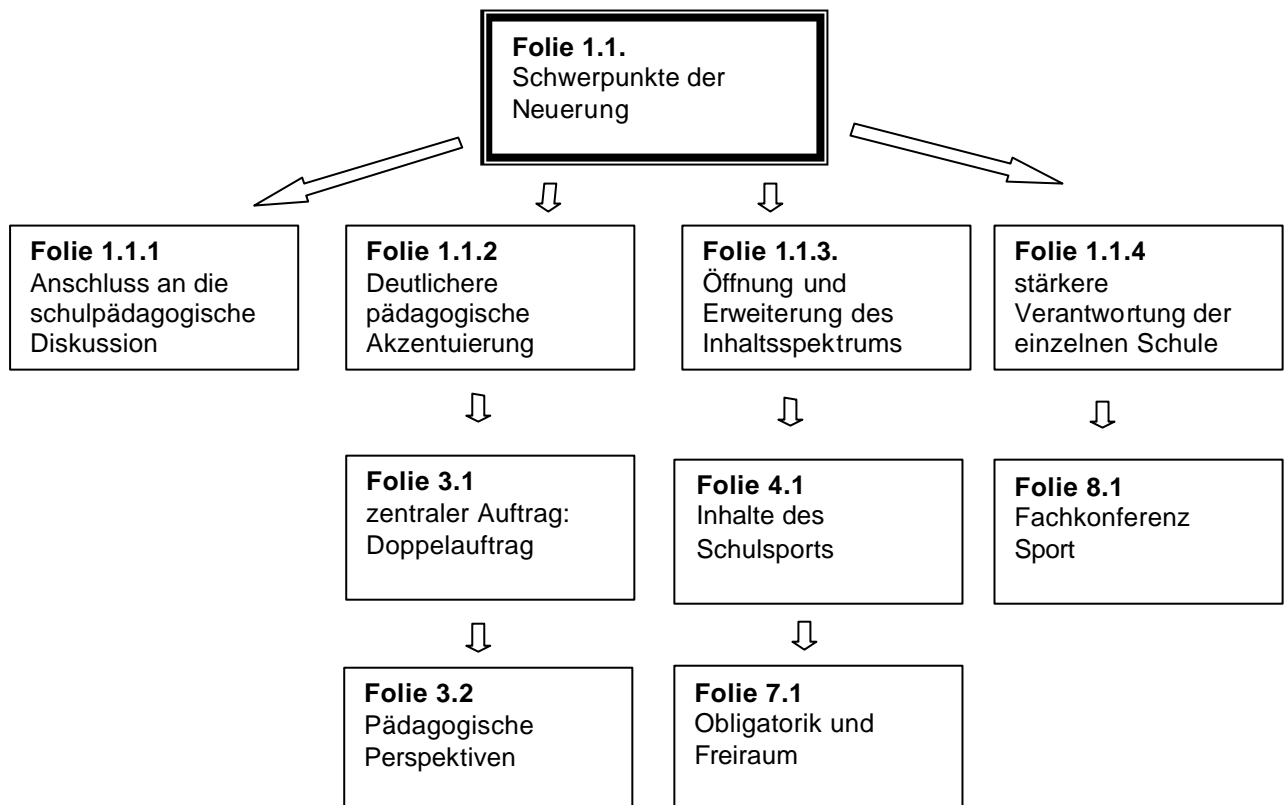 Folie 1.1.
Schwerpunkte der
Neuerung
Folie 1.1.1
Anschluss an die
schulpädagogische
Diskussion
Folie 1.1.2
Deutlichere
pädagogische
Akzentuierung
Folie 1.1.3.
Öffnung und
Erweiterung des
Inhaltsspektrums
Folie 1.1.4
stärkere
Verantwortung der
einzelnen Schule
Folie 3.1
zentraler Auftrag:
Doppelauftrag
Folie 4.1
Inhalte des
Schulsports
Folie 8.1
Fachkonferenz
Sport
Folie 3.2
Pädagogische
Perspektiven
Folie 7.1
Obligatorik und
Freiraum